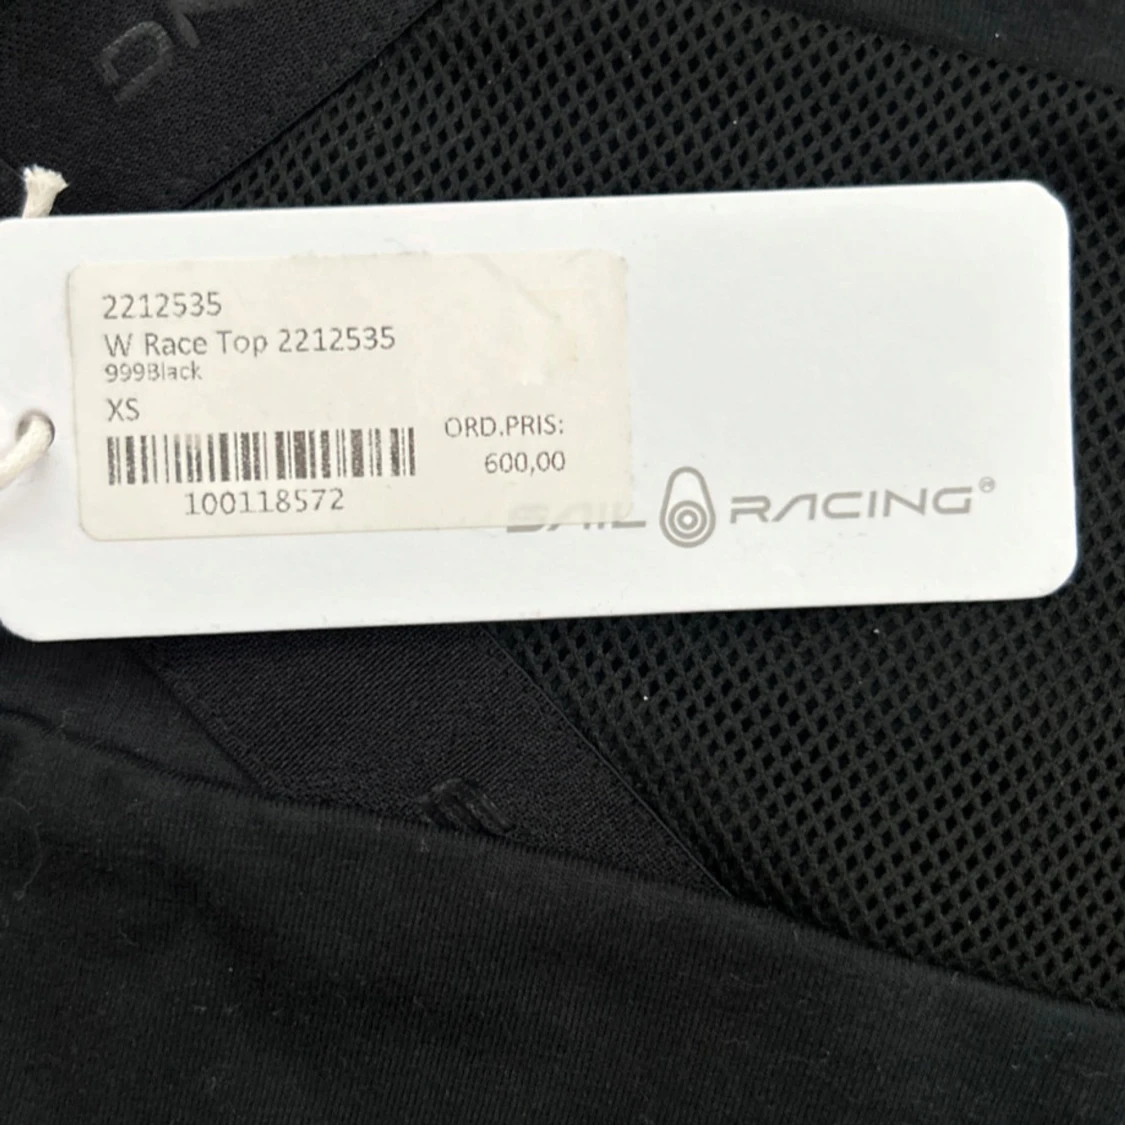 2212535
W Race Top 2212535
999Black
XS
ORD.PRIS:
600,00
100118572
SAIL RACING®